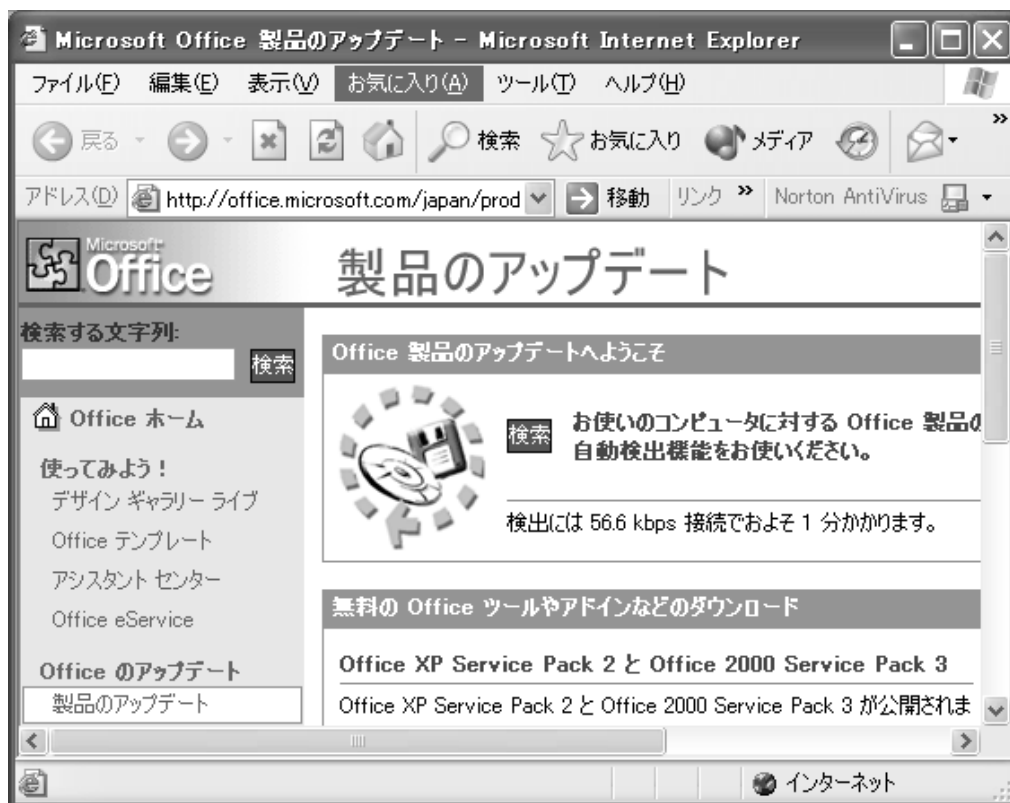 Microsoft Office 製品のアップデート - Microsoft Internet Explorer
ファイル(F) 編集(E) 表示(V) お気に入り(A) ツール(T) ヘルプ(H)
戻る 検索 お気に入り メディア »
アドレス(D) http://office.microsoft.com/japan/prod 移動 リンク » Norton AntiVirus
Microsoft
Office
製品のアップデート
検索する文字列:
検索
Office ホーム
使ってみよう！
デザイン ギャラリー ライブ
Office テンプレート
アシスタント センター
Office eService
Office のアップデート
製品のアップデート
Office 製品のアップデートへようこそ
検索
お使いのコンピュータに対する Office 製品の
自動検出機能をお使いください。
検出には 56.6 kbps 接続でおよそ 1 分かかります。
無料の Office ツールやアドインなどのダウンロード
Office XP Service Pack 2 と Office 2000 Service Pack 3
Office XP Service Pack 2 と Office 2000 Service Pack 3 が公開されま
インターネット